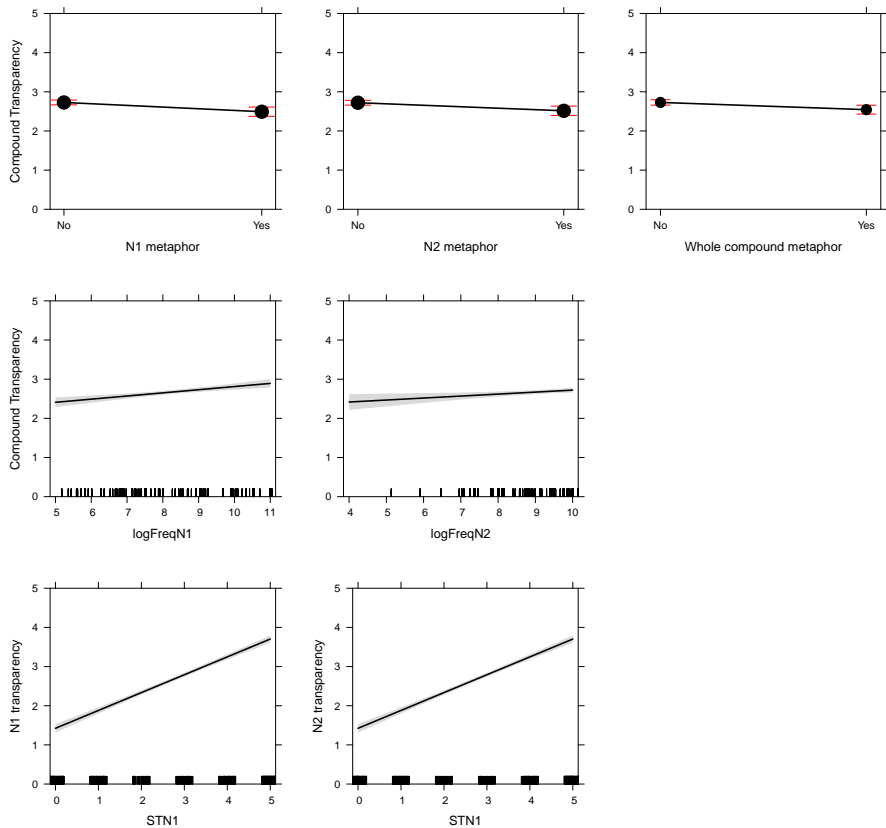 5 5 5
4 4 4
3 3 3
2 2 2
1 1 1
0 0 0
Compound Transparency
No Yes No Yes No Yes
N1 metaphor N2 metaphor Whole compound metaphor
5 5
4 4
3 3
2 2
1 1
0 0
Compound Transparency
5 6 7 8 9 10 11 4 5 6 7 8 9 10
logFreqN1 logFreqN2
5 5
4 4
3 3
2 2
1 1
0 0
N1 transparency N2 transparency
0 1 2 3 4 5 0 1 2 3 4 5
STN1 STN1